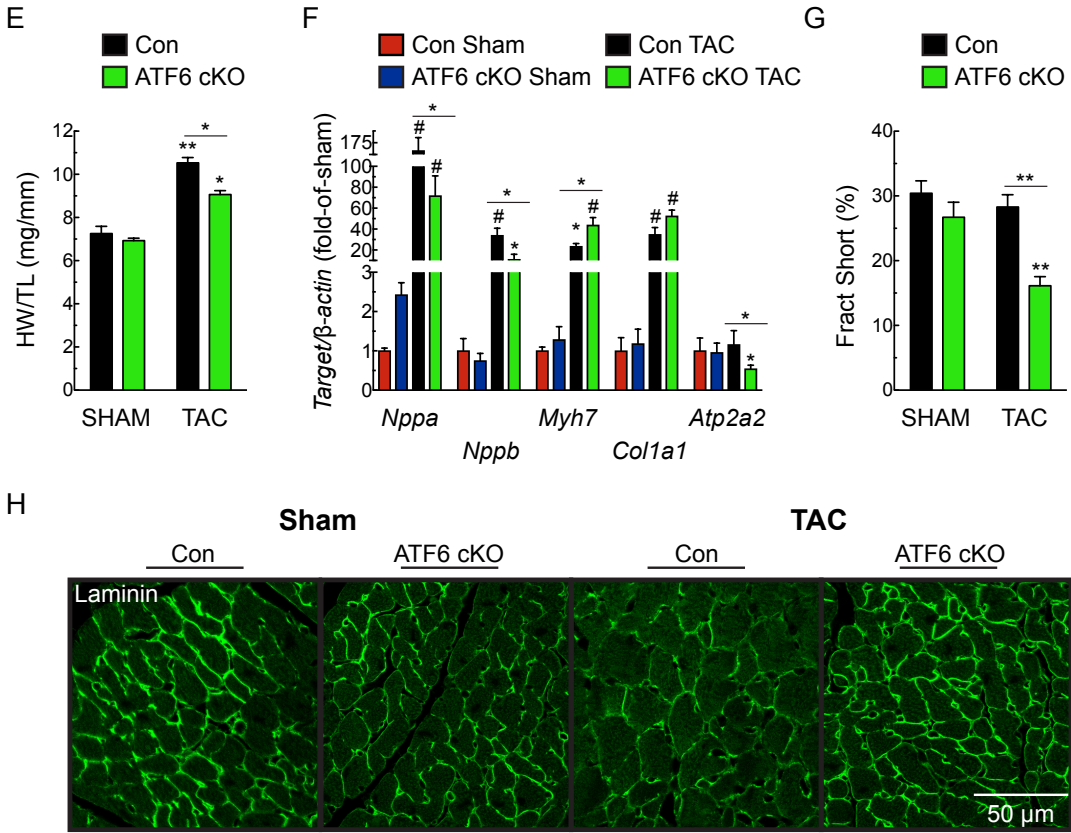 E
Con
ATF6 cKO
HW/TL (mg/mm)
12
10
8
6
4
2
0
** * *
SHAM TAC
F
Con Sham Con TAC
ATF6 cKO Sham ATF6 cKO TAC
Target/β-actin (fold-of-sham)
175
100
80
60
40
20
3
2
1
0
# * #
# * *
* * #
# #
* *
Nppa Myh7 Atp2a2
Nppb Col1a1
G
Con
ATF6 cKO
Fract Short (%)
40
30
20
10
0
** **
SHAM TAC
H
Sham TAC
Con ATF6 cKO Con ATF6 cKO
Laminin
50 µm